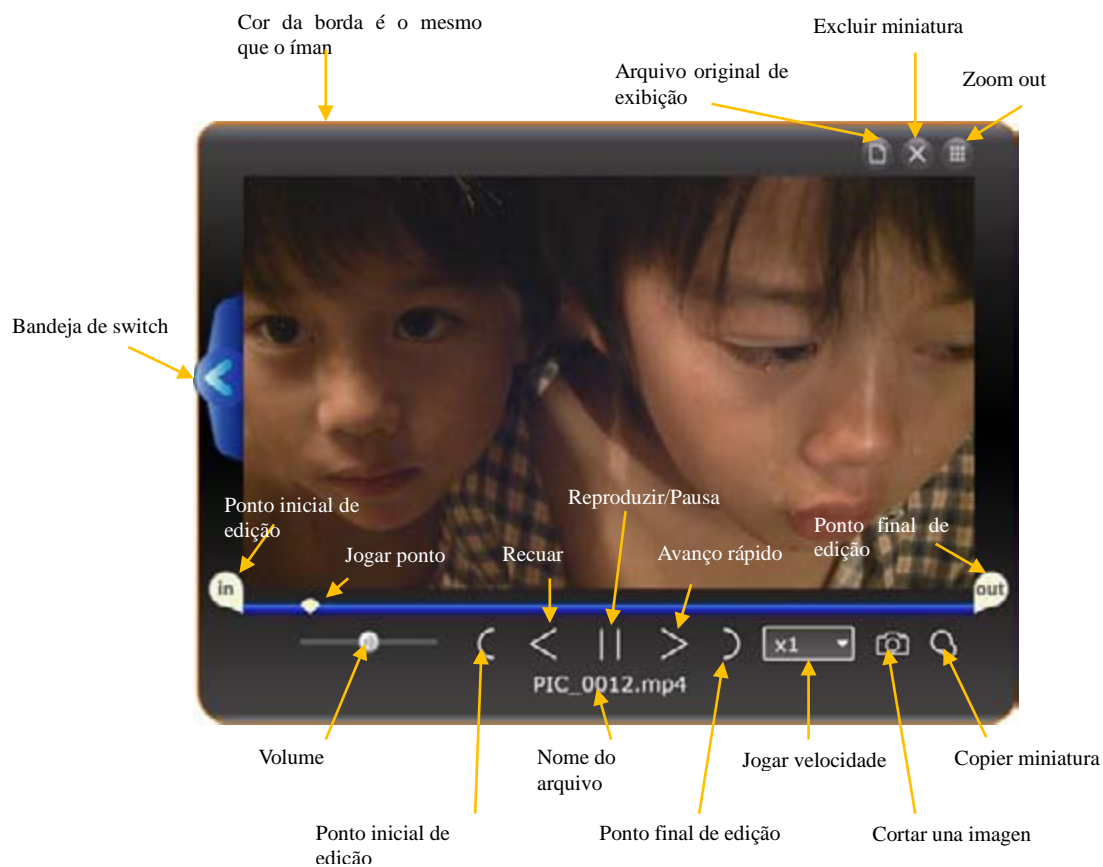 Cor da borda é o mesmo
que o íman
Excluir miniatura
Arquivo original de
exibição
Zoom out
Bandeja de switch
Ponto inicial de
edição
Jogar ponto
Recuar
Reproduzir/Pausa
Avanço rápido
Ponto final de
edição
in
out
x1
PIC_0012.mp4
Volume
Nome do
arquivo
Jogar velocidade
Copier miniatura
Ponto inicial de
edição
Ponto final de edição
Cortar una imagen